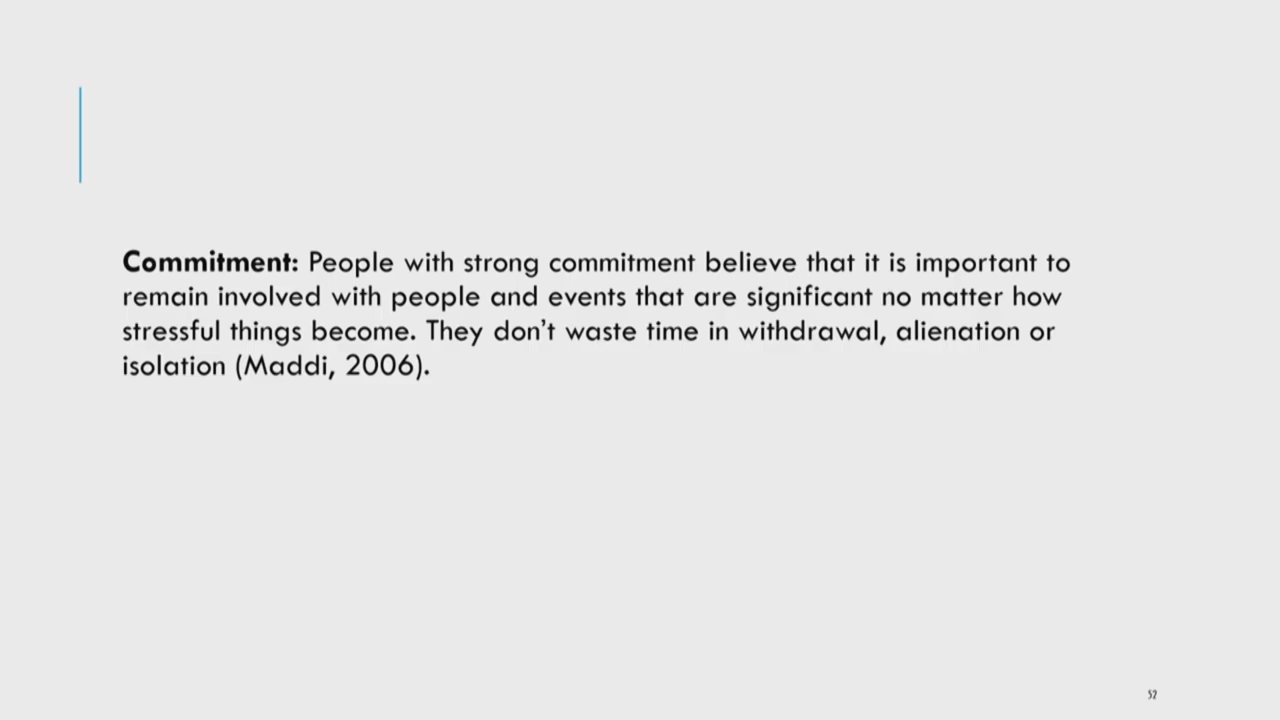 Commitment: People with strong commitment believe that it is important to
remain involved with people and events that are significant no matter how
stressful things become. They don’t waste time in withdrawal, alienation or
isolation (Maddi, 2006).
52